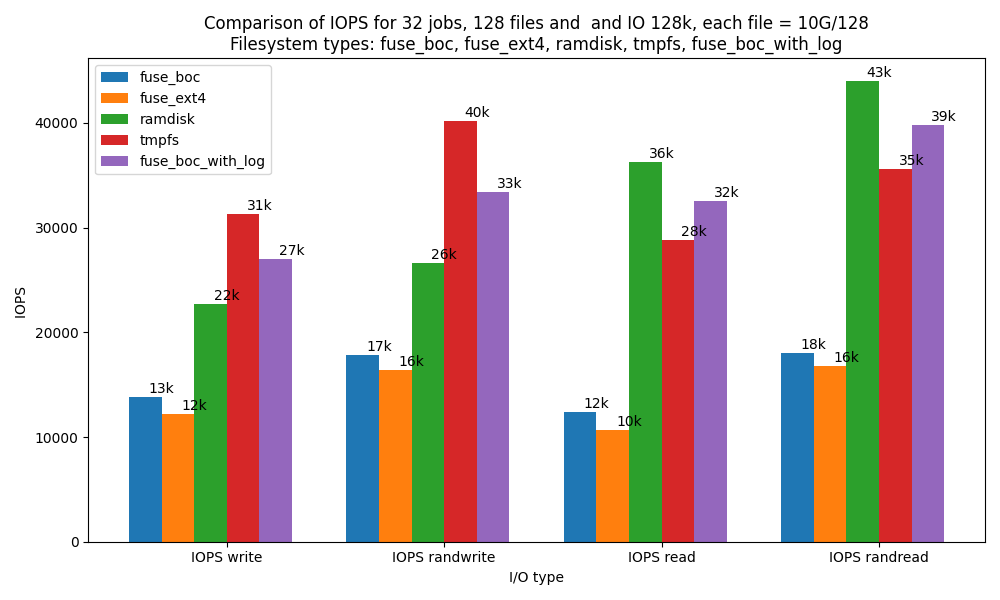 Comparison of IOPS for 32 jobs, 128 files and  and IO 128k, each file = 10G/128
Filesystem types: fuse_boc, fuse_ext4, ramdisk, tmpfs, fuse_boc_with_log
fuse_boc
fuse_ext4
ramdisk
tmpfs
fuse_boc_with_log
IOPS
40000
30000
20000
10000
0
13k
12k
22k
31k
27k
17k
16k
26k
40k
33k
12k
10k
36k
28k
32k
18k
16k
43k
35k
39k
IOPS write
IOPS randwrite
IOPS read
IOPS randread
I/O type